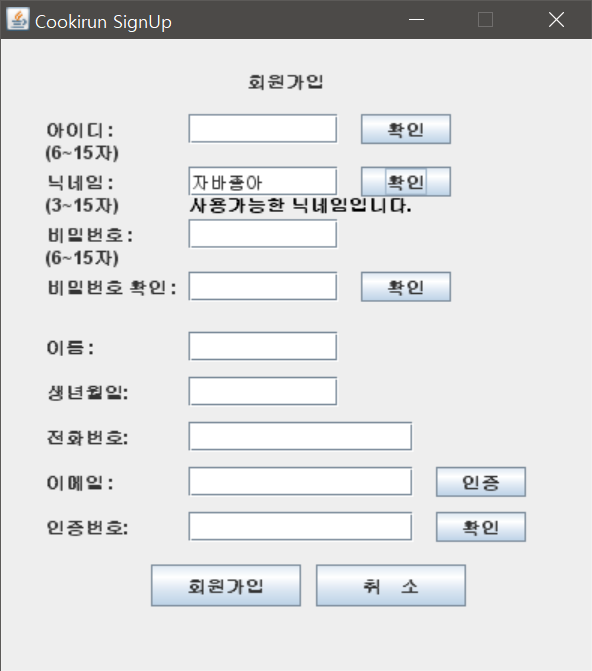 Cookirun SignUp
회원가입
아이디 : 확인
(6~15자)
닉네임 : 자바좋아 확인
(3~15자) 사용가능한 닉네임입니다.
비밀번호 :
(6~15자)
비밀번호 확인 : 확인
이름 :
생년월일:
전화번호:
이메일 : 인증
인증번호: 확인
회원가입 취 소